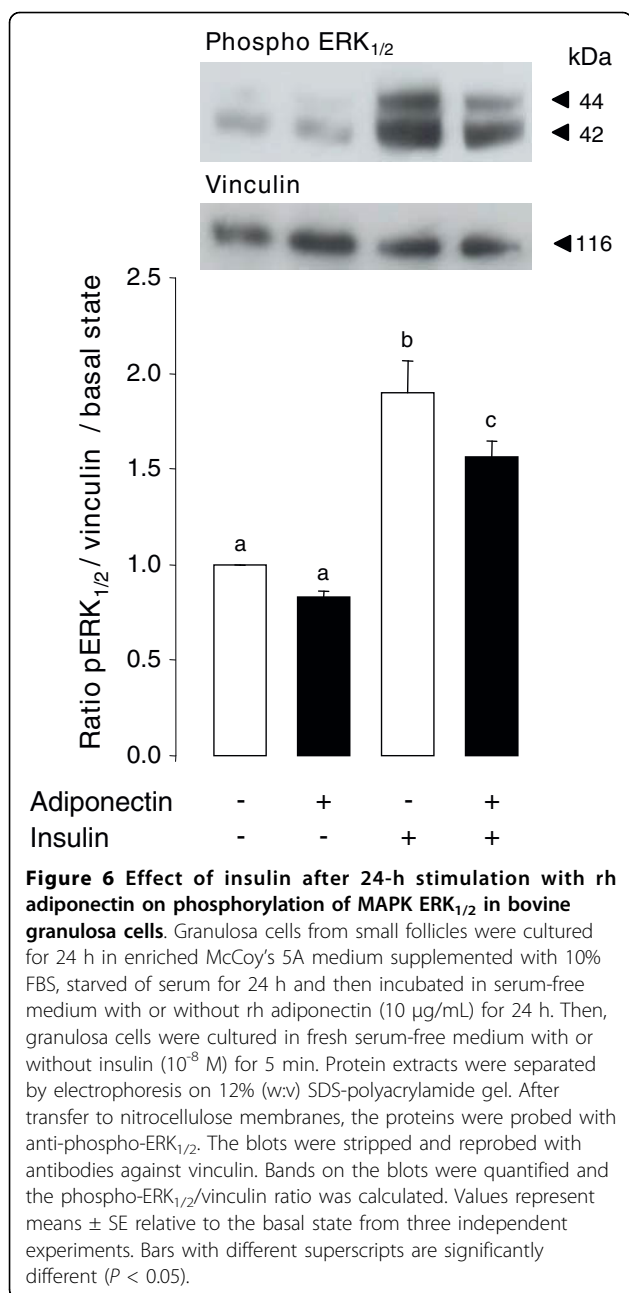 Phospho ERK1/2
kDa
44
42
Vinculin
116
Ratio pERK1/2 / vinculin / basal state
2.5
2.0
1.5
1.0
0.5
0.0
a
a
b
c
Adiponectin - + - +
Insulin - - + +
Figure 6 Effect of insulin after 24-h stimulation with rh
adiponectin on phosphorylation of MAPK ERK1/2 in bovine
granulosa cells. Granulosa cells from small follicles were cultured
for 24 h in enriched McCoy's 5A medium supplemented with 10%
FBS, starved of serum for 24 h and then incubated in serum-free
medium with or without rh adiponectin (10 μg/mL) for 24 h. Then,
granulosa cells were cultured in fresh serum-free medium with or
without insulin (10-8 M) for 5 min. Protein extracts were separated
by electrophoresis on 12% (w:v) SDS-polyacrylamide gel. After
transfer to nitrocellulose membranes, the proteins were probed with
anti-phospho-ERK1/2. The blots were stripped and reprobed with
antibodies against vinculin. Bands on the blots were quantified and
the phospho-ERK1/2/vinculin ratio was calculated. Values represent
means ± SE relative to the basal state from three independent
experiments. Bars with different superscripts are significantly
different (P < 0.05).